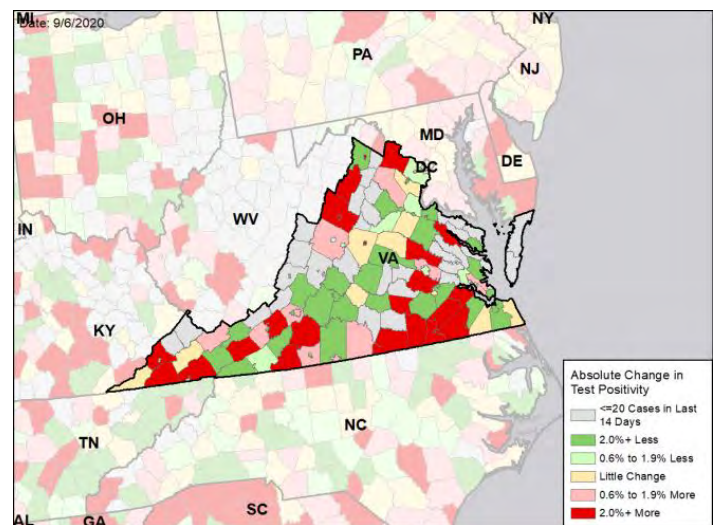 Date: 9/6/2020
MI
NY
PA
NJ
OH
MD
DE
DC
IN
WV
VA
KY
TN
NC
AL
GA
SC
Absolute Change in
Test Positivity
<=20 Cases in Last
14 Days
2.0%+ Less
0.6% to 1.9% Less
Little Change
0.6% to 1.9% More
2.0%+ More